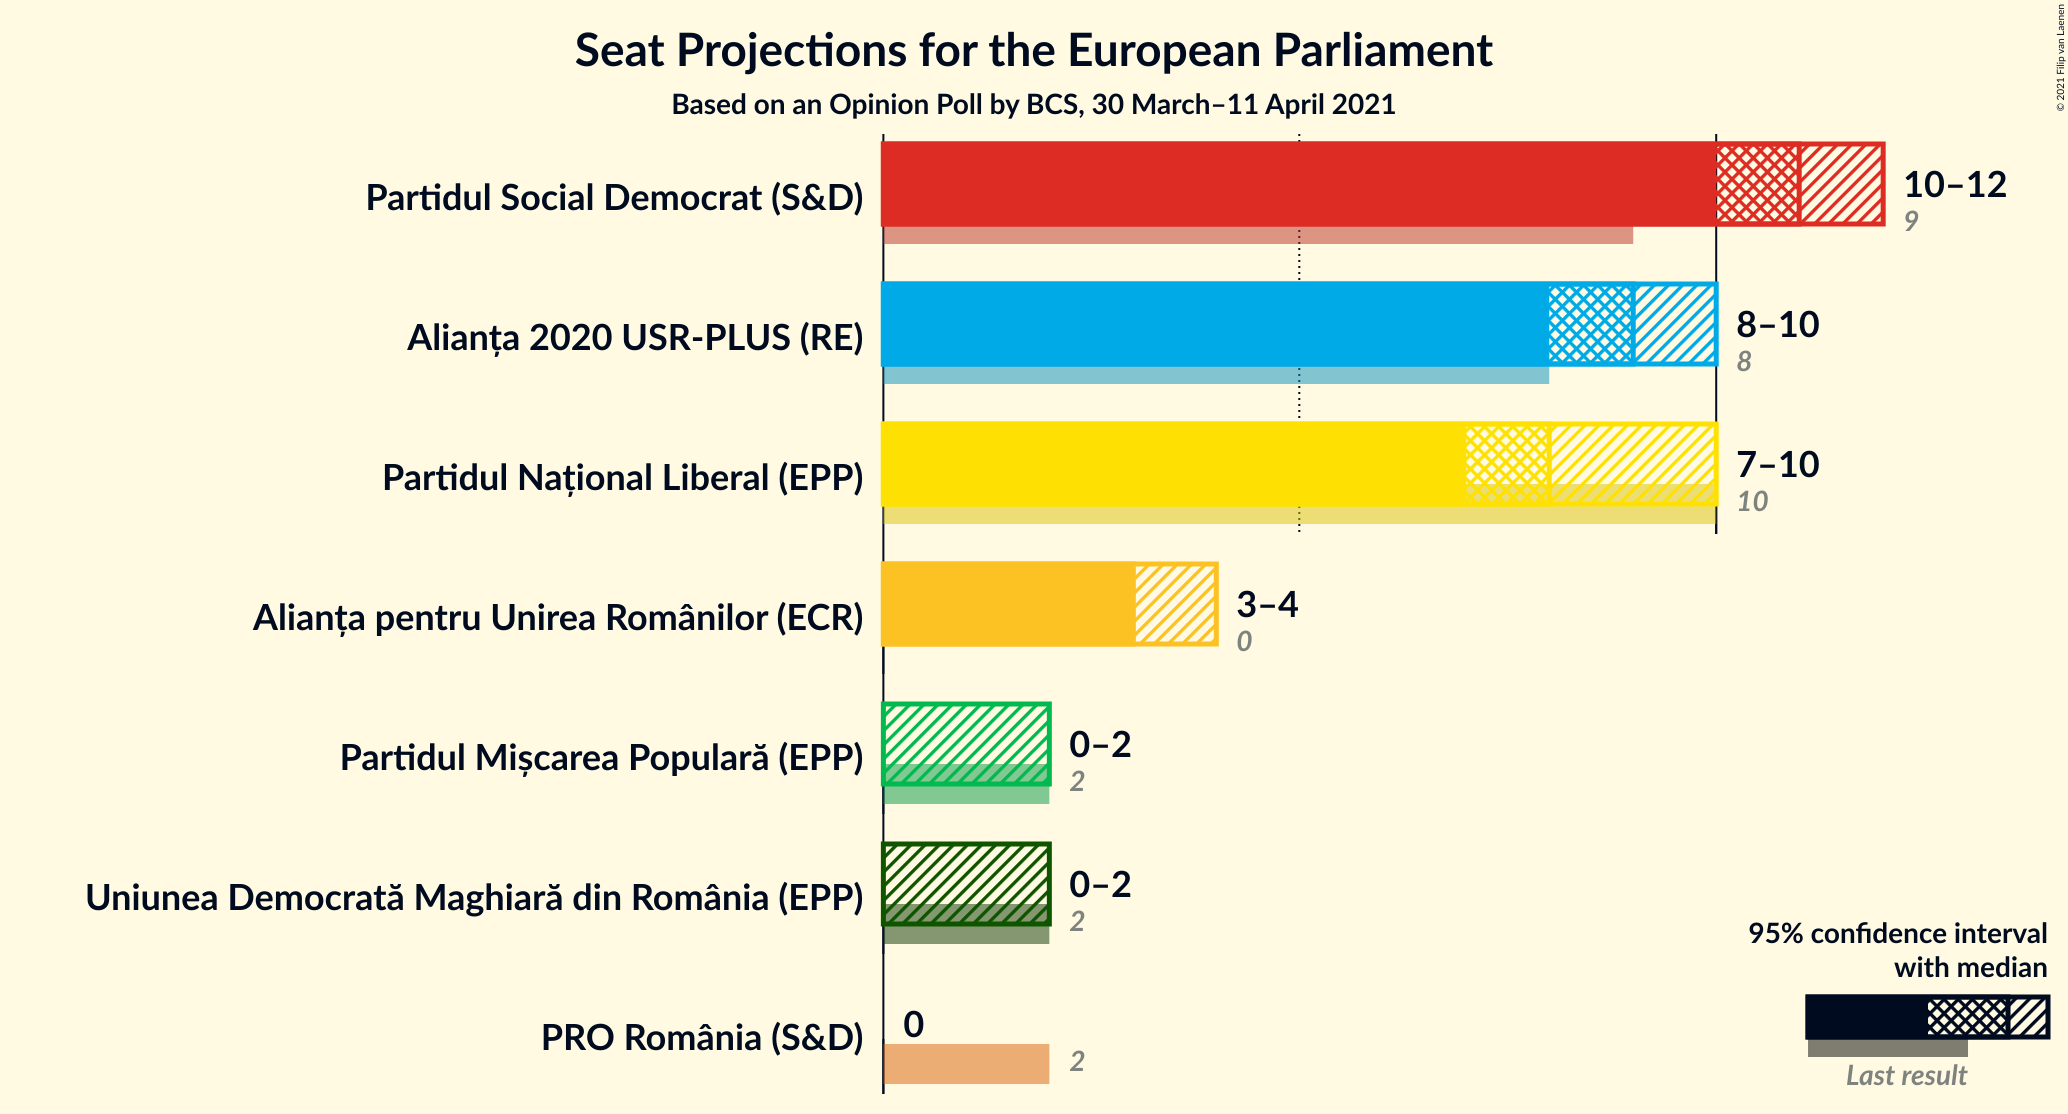 Seat Projections for the European Parliament
Based on an Opinion Poll by BCS, 30 March–11 April 2021
© 2021 Filip van Laenen
Partidul Social Democrat (S&D)
10–12
9
Alianța 2020 USR-PLUS (RE)
8–10
8
Partidul Național Liberal (EPP)
7–10
10
Alianța pentru Unirea Românilor (ECR)
3–4
0
Partidul Mișcarea Populară (EPP)
0–2
2
Uniunea Democrată Maghiară din România (EPP)
0–2
2
PRO România (S&D)
0
2
95% confidence interval
with median
Last result